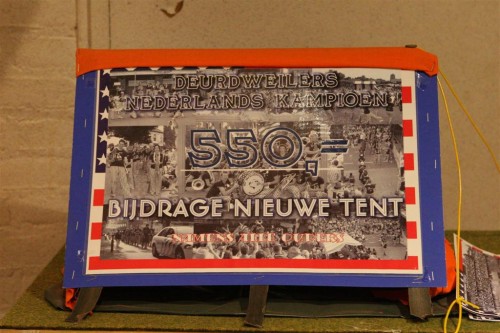 DEURDWEILERS
NEDERLANDS KAMPIOEN
550,=
BIJDRAGE NIEUWE TENT